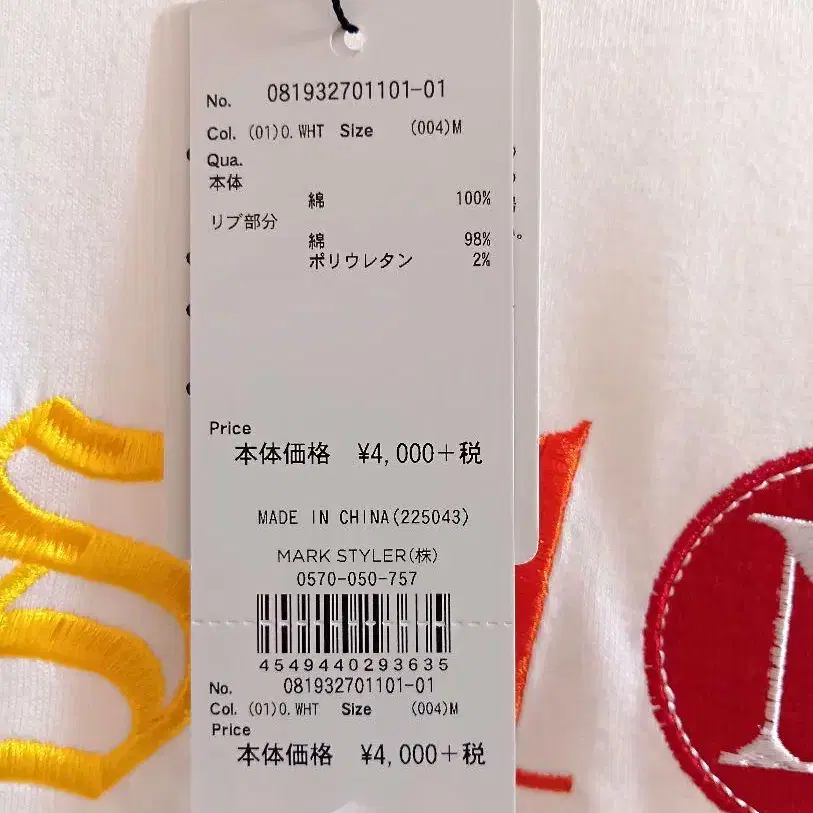 No. 081932701101-01
Col. (01)O.WHT Size (004)M
Qua.
本体
綿 100%
リブ部分
綿 98%
ポリウレタン 2%
Price
本体価格 ¥4,000+税
MADE IN CHINA(225043)
MARK STYLER(株)
0570-050-757
4549440293635
No. 081932701101-01
Col. (01)O.WHT Size (004)M
Price
本体価格 ¥4,000+税